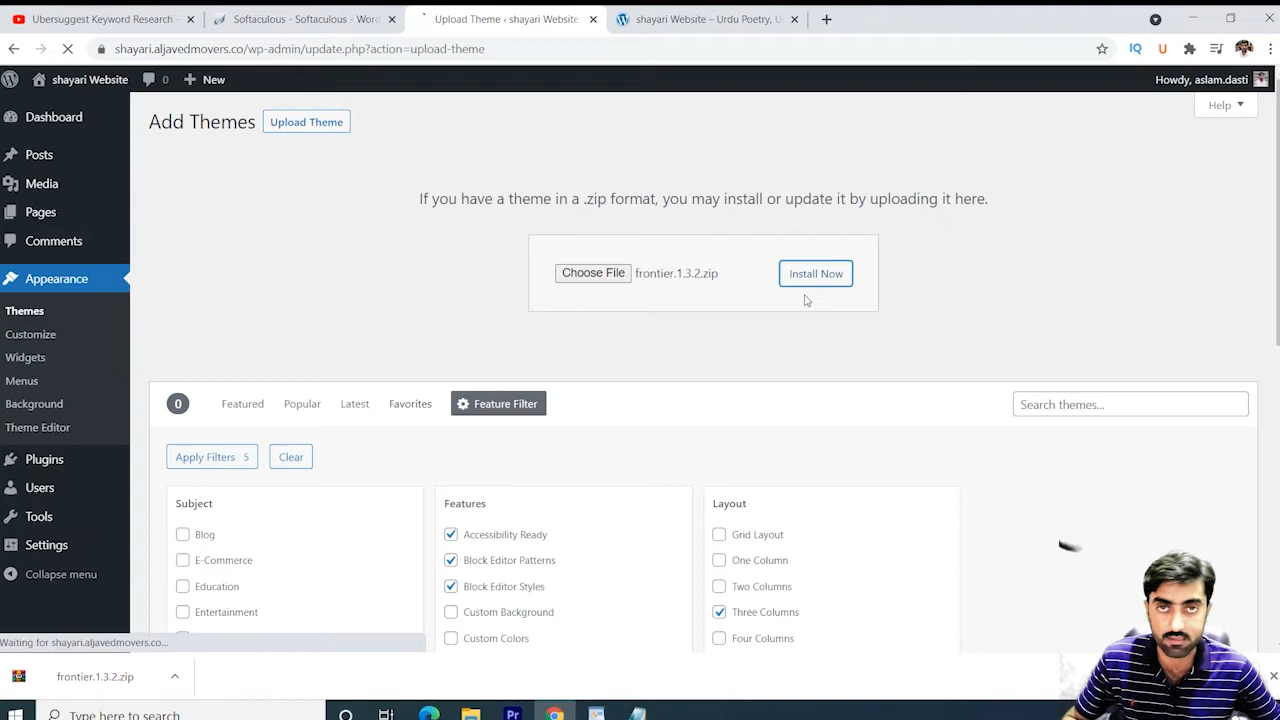 Ubersuggest Keyword Research -
Softaculous - Softaculous - Wor
Upload Theme ‹ shayari Website
shayari Website – Urdu Poetry, U
shayari.aljavedmovers.co/wp-admin/update.php?action=upload-theme
IQ
U
shayari Website
0
New
Howdy, aslam.dasti
Dashboard
Posts
Media
Pages
Comments
Appearance
Themes
Customize
Widgets
Menus
Background
Theme Editor
Plugins
Users
Tools
Settings
Collapse menu
Help
Add Themes
Upload Theme
If you have a theme in a .zip format, you may install or update it by uploading it here.
Choose File frontier.1.3.2.zip
Install Now
0
Featured
Popular
Latest
Favorites
Feature Filter
Search themes...
Apply Filters 5
Clear
Subject
Blog
E-Commerce
Education
Entertainment
Features
Accessibility Ready
Block Editor Patterns
Block Editor Styles
Custom Background
Custom Colors
Layout
Grid Layout
One Column
Two Columns
Three Columns
Four Columns
Waiting for shayari.aljavedmovers.co...
frontier.1.3.2.zip
Type here to search
Pr